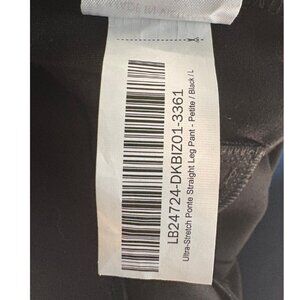 LB24724-DKBIZ01-3361
Ultra-Stretch Ponte Straight Leg Pant - Petite / Black / L